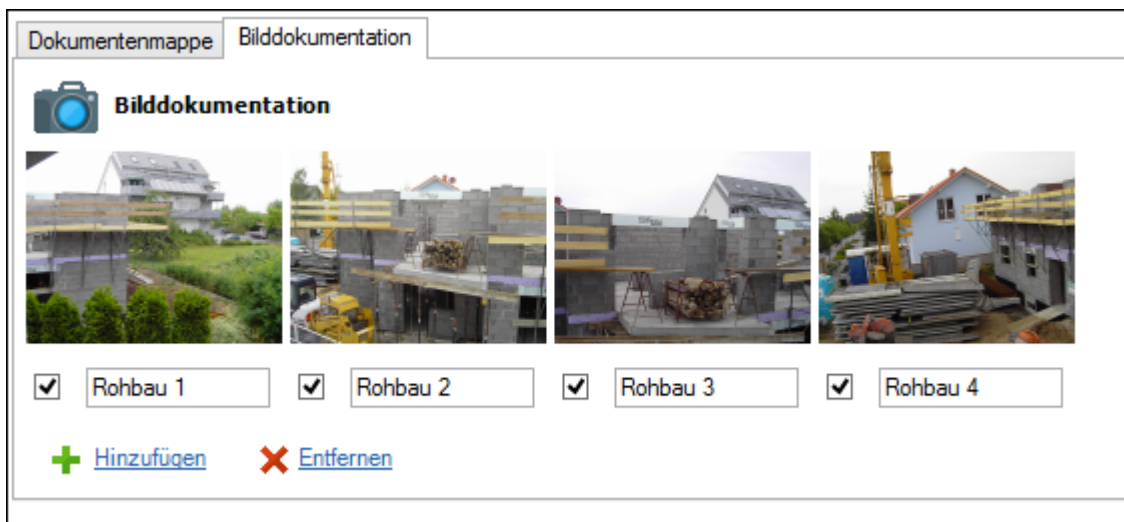 Dokumentenmappe
Bilddokumentation
Bilddokumentation
Rohbau 1
Rohbau 2
Rohbau 3
Rohbau 4
Hinzufügen
Entfernen